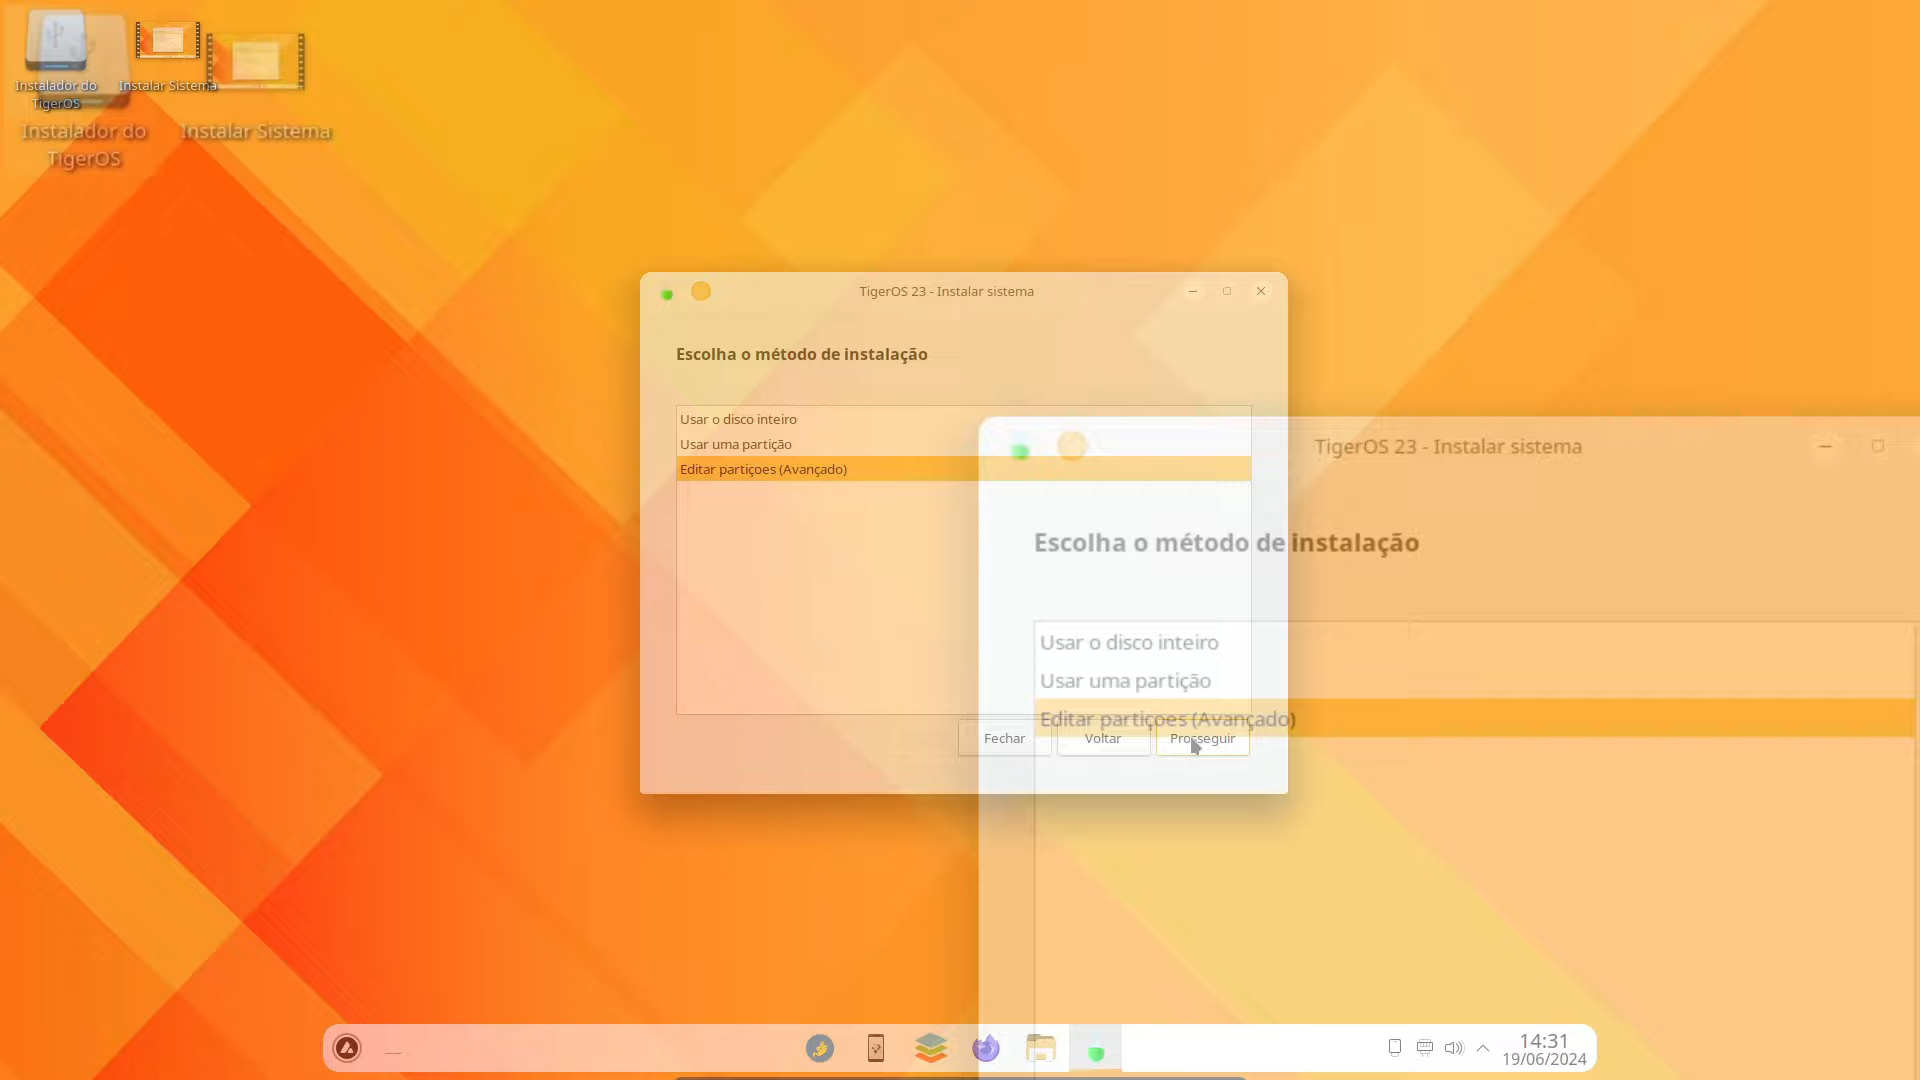 Instalador do
TigerOS
Instalar Sistema
Instalador do
TigerOS
Instalar Sistema
TigerOS 23 - Instalar sistema
Escolha o método de instalação
Usar o disco inteiro
Usar uma partição
Editar partiçoes (Avançado)
Fechar
Voltar
Prosseguir
TigerOS 23 - Instalar sistema
Escolha o método de instalação
Usar o disco inteiro
Usar uma partição
Editar partiçoes (Avançado)
14:31
19/06/2024